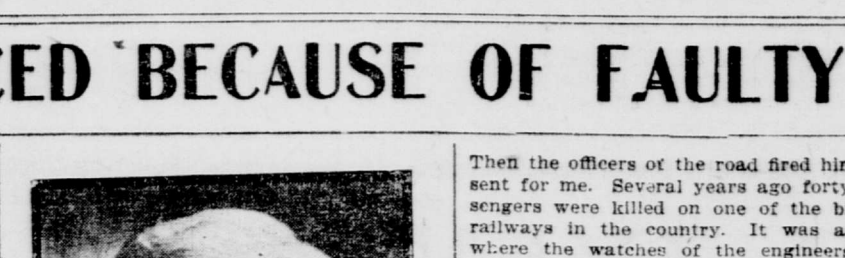 CED BECAUSE OF FAULTY
Then the officers of the road fired
sent for me. Several years ago forty
sengers were killed on one of the
railways in the country. It was a
where the watches of the engineers